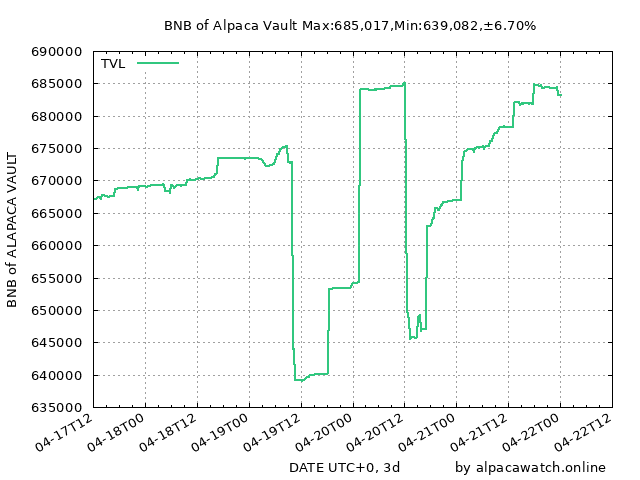 BNB of Alpaca Vault Max:685,017,Min:639,082,±6.70%
TVL
BNB of ALAPACA VAULT
690000
685000
680000
675000
670000
665000
660000
655000
650000
645000
640000
635000
04-17T12
04-18T00
04-18T12
04-19T00
04-19T12
04-20T00
04-20T12
04-21T00
04-21T12
04-22T00
04-22T12
DATE UTC+0, 3d
by alpacawatch.online